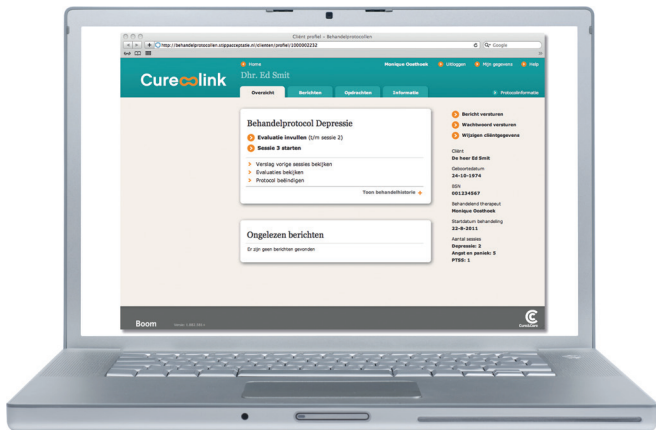 Cliënt profiel – Behandelprotocollen
http://behandelprotocollen.stippacceptatie.nl/clienten/profiel/1000002232
Google
Home
Monique Oosthoek
Uitloggen
Mijn gegevens
Help
Curelink
Dhr. Ed Smit
Overzicht
Berichten
Opdrachten
Informatie
Protocolinformatie
Behandelprotocol Depressie
Evaluatie invullen (t/m sessie 2)
Sessie 3 starten
Verslag vorige sessies bekijken
Evaluaties bekijken
Protocol beëindigen
Toon behandelhistorie +
Ongelezen berichten
Er zijn geen berichten gevonden
Bericht versturen
Wachtwoord versturen
Wijzigen cliëntgegevens
Cliënt
De heer Ed Smit
Geboortedatum
24-10-1974
BSN
001234567
Behandelend therapeut
Monique Oosthoek
Startdatum behandeling
22-8-2011
Aantal sessies
Depressie: 2
Angst en paniek: 5
PTSS: 1
Boom
Cure&Care